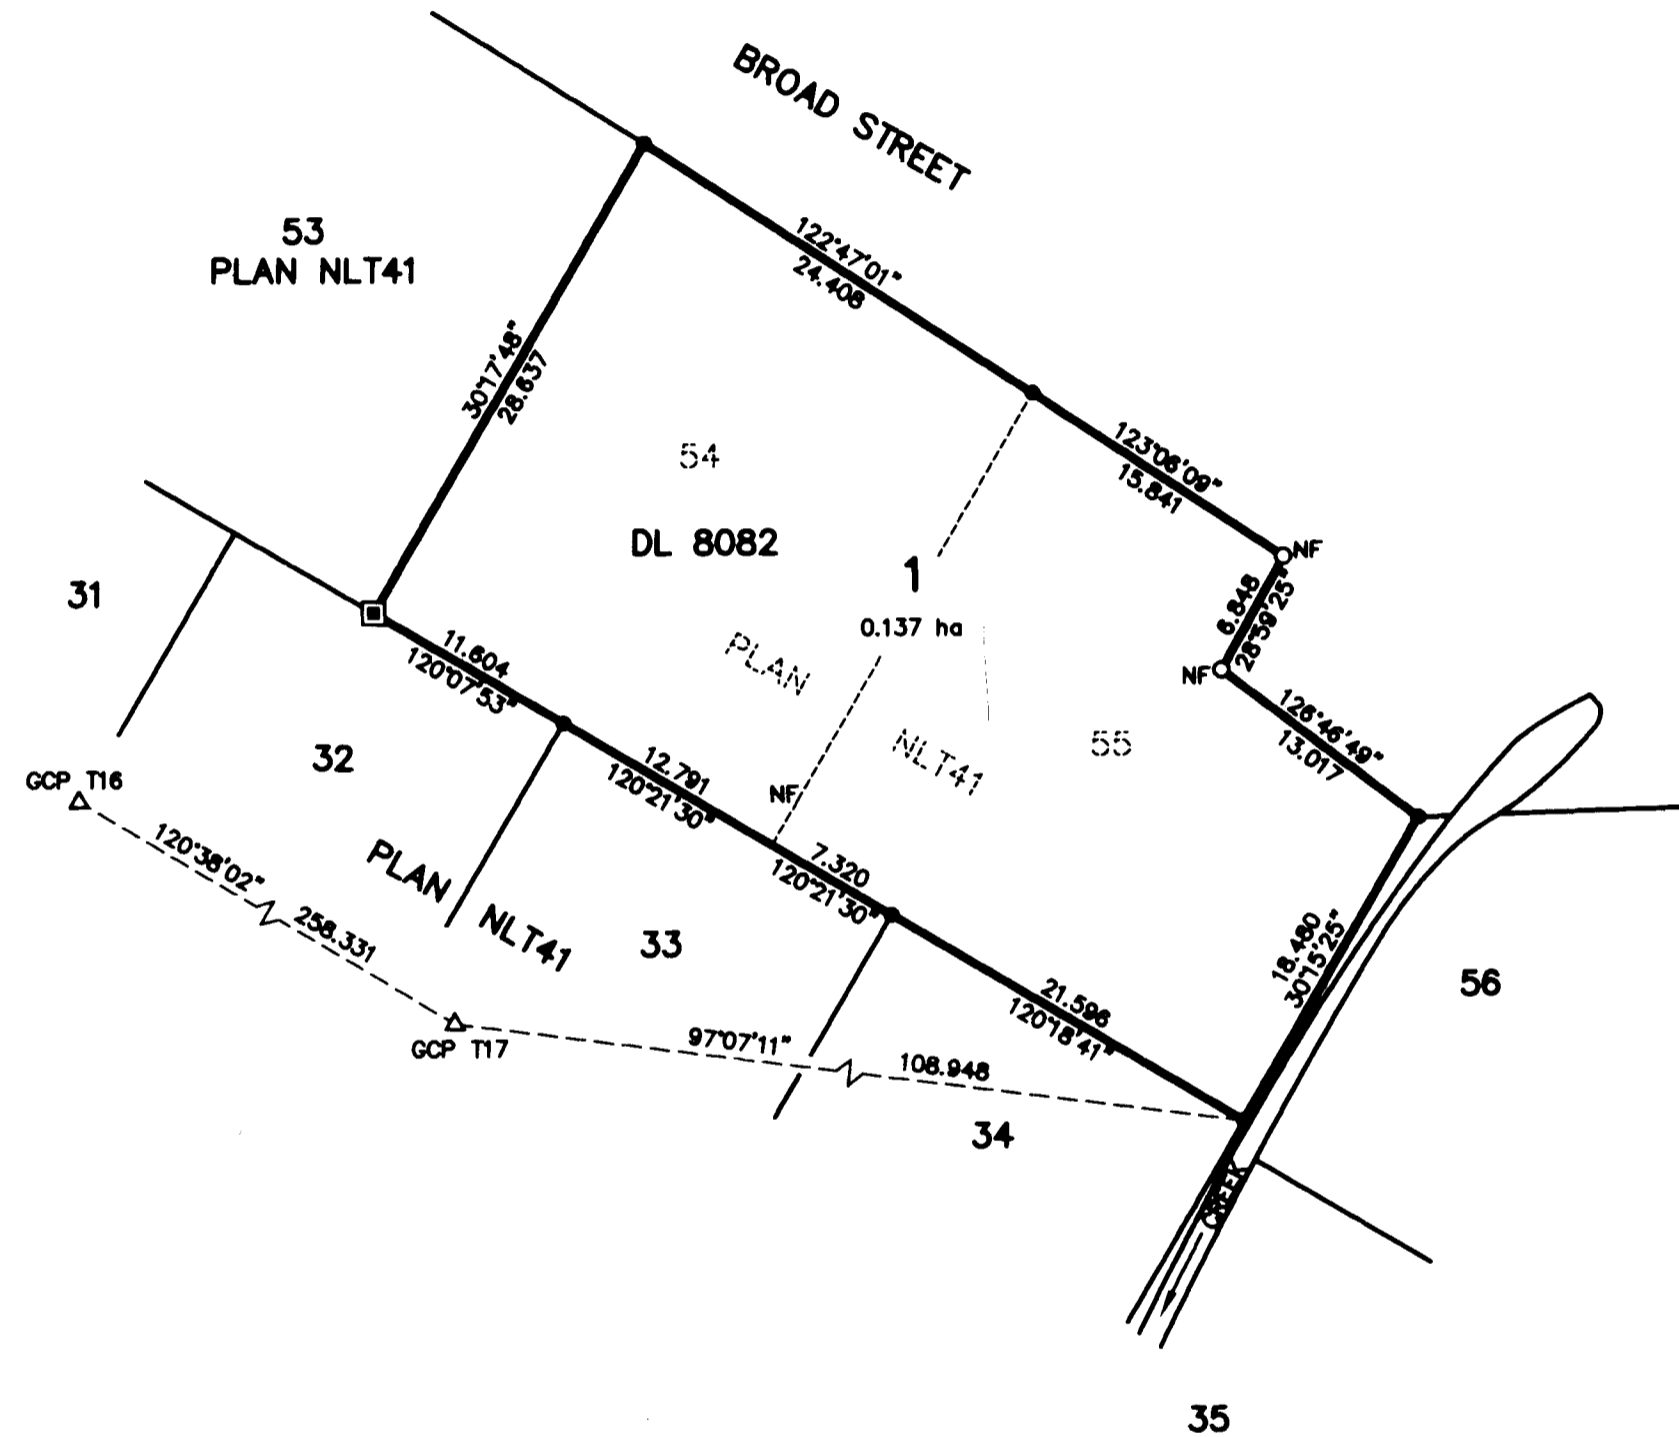 BROAD STREET
53
PLAN NLT41
122°47'01"
24.408
30°17'48"
28.637
54
DL 8082
123°06'09"
15.841
NF
1
0.137 ha
6.848
28°59'25"
NF
31
11.604
120°07'53"
PLAN
NLT41
55
126°46'49"
13.017
32
12.791
120°21'30"
NF
GCP T16
120°38'02"
258.331
PLAN
NLT41
33
7.320
120°21'30"
18.480
30°15'25"
56
21.596
120°18'41"
GCP T17
97°07'11"
108.948
34
CREEK
35